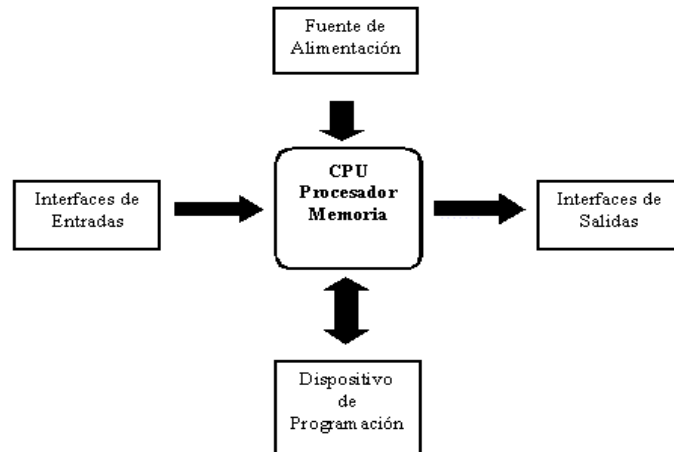 Fuente de
Alimentación
CPU
Procesador
Memoria
Interfaces de
Entradas
Interfaces de
Salidas
Dispositivo
de
Programación